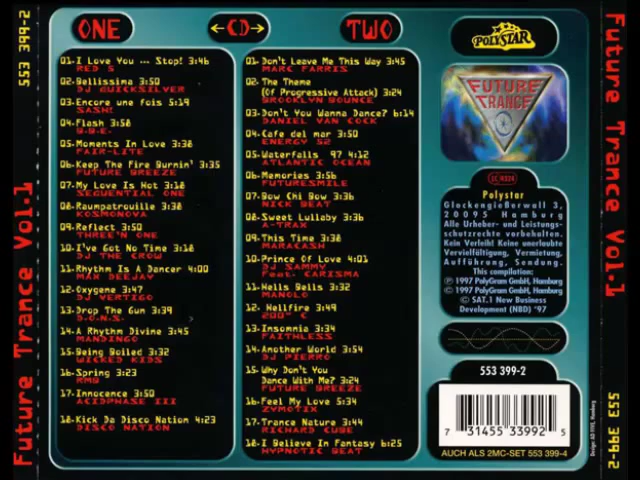 553 399-2
Future Trance Vol.1
ONE
CD
TWO
01. I Love You ... Stop! 3:46
RED 5
02. Bellissima 3:50
DJ QUICKSILVER
03. Encore une fois 5:19
SASH!
04. Flash 3:58
B.B.E.
05. Moments In Love 3:38
FAIR-LITE
06. Keep The Fire Burnin' 3:35
FUTURE BREEZE
07. My Love Is Hot 3:18
SEQUENTIAL ONE
08. Raumpatrouille 3:38
KOSMONOVA
09. Reflect 3:50
THREE'N ONE
10. I've Got No Time 3:18
DJ THE CROW
11. Rhythm Is A Dancer 4:00
MAX DEEJAY
12. Oxygene 3:47
DJ VERTIGO
13. Drop The Gun 3:39
D.O.N.S.
14. A Rhythm Divine 3:45
MANDINGO
15. Being Boiled 3:32
WICKED KIDS
16. Spring 3:23
RMB
17. Innocence 3:50
ACIDPHASE III
18. Kick Da Disco Nation 4:23
DISCO NATION
01. Don't Leave Me This Way 3:45
MARC FARRIS
02. The Theme
(Of Progressive Attack) 3:24
BROOKLYN BOUNCE
03. Don't You Wanna Dance? 6:14
DANIEL VAN COCK
04. Cafe del mar 3:50
ENERGY 52
05. Waterfalls '97 4:12
ATLANTIC OCEAN
06. Memories 3:56
FUTURESMILE
07. Bow Chi Bow 3:36
NICK BEAT
08. Sweet Lullaby 3:36
A-TRAX
09. This Time 3:38
MARACASH
10. Prince Of Love 4:01
DJ SAMMY
feat. CARISMA
11. Hells Bells 3:32
MANOLO
12. Hellfire 3:49
200° C
13. Insomnia 3:34
FAITHLESS
14. Another World 3:54
DJ PIERRO
15. Why Don't You
Dance With Me? 3:24
FUTURE BREEZE
16. Feel My Love 5:34
ZYMOTIX
17. Trance Nature 3:44
RICHARD CUBE
18. I Believe In Fantasy 6:25
HYPNOTIC BEAT
POLYSTAR
FUTURE
TRANCE
LC 0324
Polystar
Glockengießerwall 3,
20095 Hamburg
Alle Urheber- und Leistungs-
schutzrechte vorbehalten.
Kein Verleih! Keine unerlaubte
Vervielfältigung, Vermietung,
Aufführung, Sendung.
This compilation:
℗ 1997 PolyGram GmbH, Hamburg
© 1997 PolyGram GmbH, Hamburg
© SAT.1 New Business
Development (NBD) '97
553 399-2
7 31455 33992 5
AUCH ALS 2MC-SET 553 399-4
Future Trance Vol.1
553 399-2